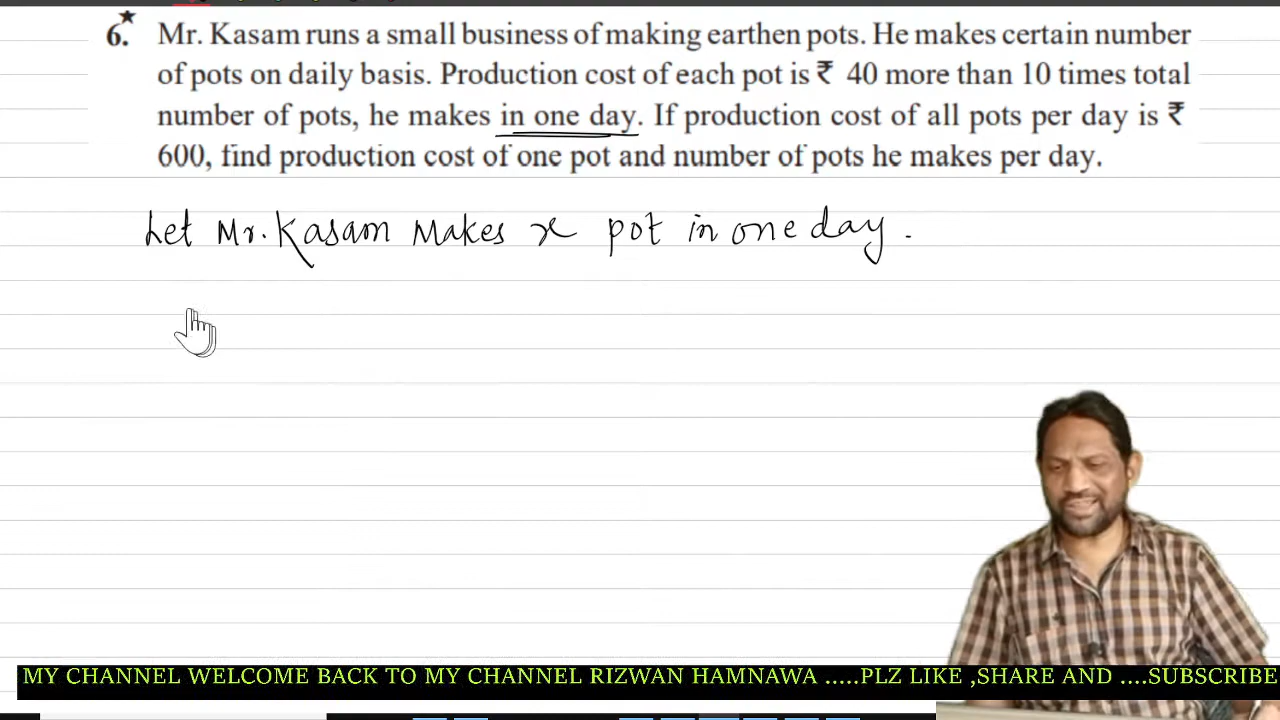 6.* Mr. Kasam runs a small business of making earthen pots. He makes certain number
of pots on daily basis. Production cost of each pot is ₹ 40 more than 10 times total
number of pots, he makes in one day. If production cost of all pots per day is ₹
600, find production cost of one pot and number of pots he makes per day.
Let Mr. Kasam Makes x pot in one day.
MY CHANNEL WELCOME BACK TO MY CHANNEL RIZWAN HAMNAWA .....PLZ LIKE ,SHARE AND ....SUBSCRIBE